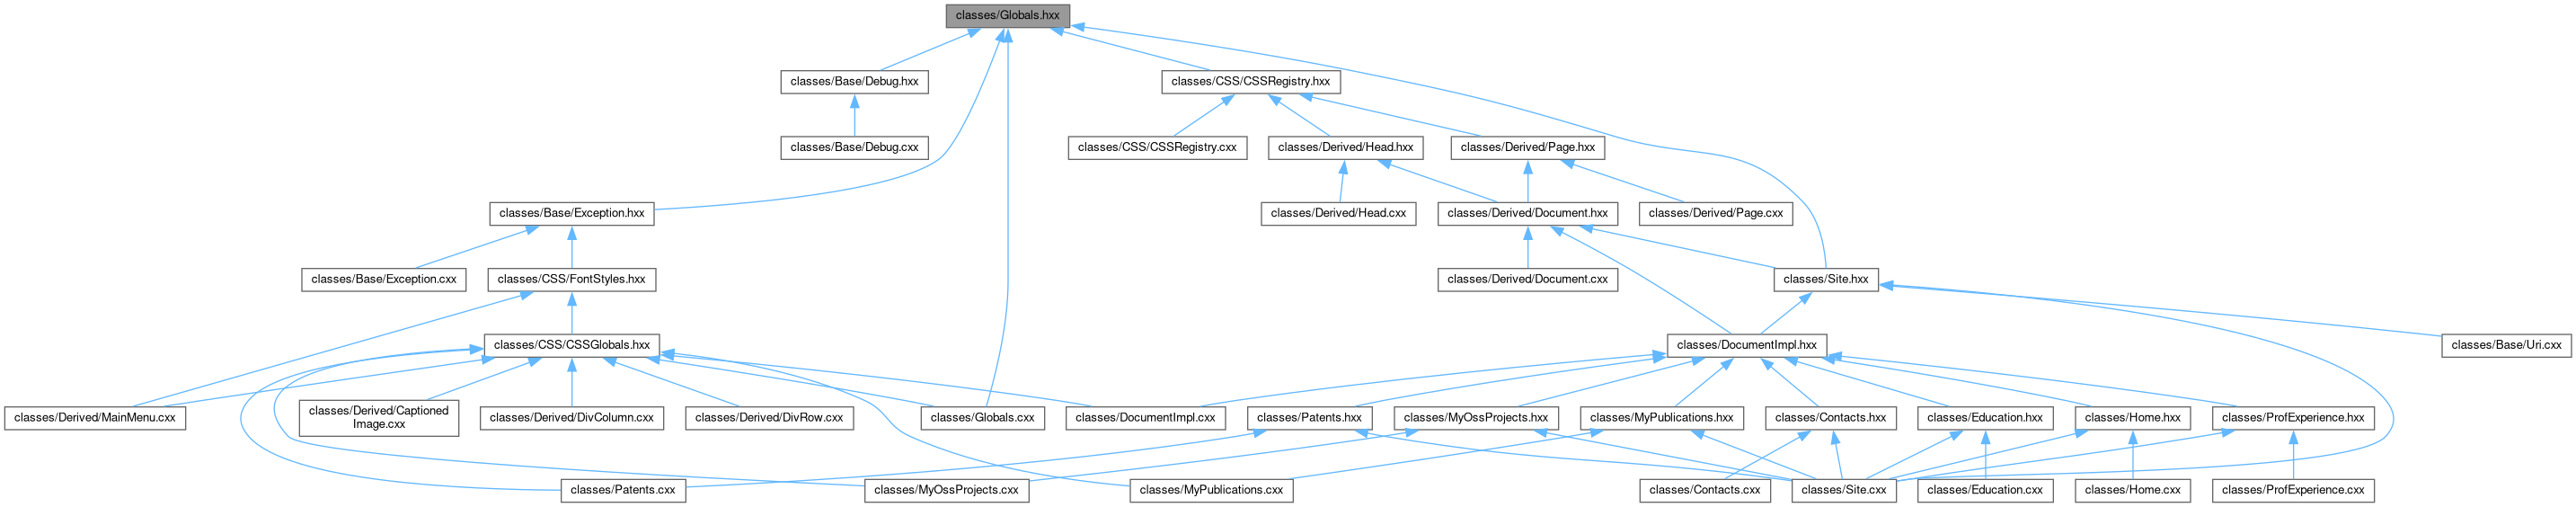 classes/Globals.hxx
classes/Base/Debug.hxx
classes/CSS/CSSRegistry.hxx
classes/Base/Debug.cxx
classes/CSS/CSSRegistry.cxx
classes/Derived/Head.hxx
classes/Derived/Page.hxx
classes/Base/Exception.hxx
classes/Derived/Head.cxx
classes/Derived/Document.hxx
classes/Derived/Page.cxx
classes/Base/Exception.cxx
classes/CSS/FontStyles.hxx
classes/Derived/Document.cxx
classes/Site.hxx
classes/CSS/CSSGlobals.hxx
classes/DocumentImpl.hxx
classes/Base/Uri.cxx
classes/Derived/MainMenu.cxx
classes/Derived/Captioned
Image.cxx
classes/Derived/DivColumn.cxx
classes/Derived/DivRow.cxx
classes/Globals.cxx
classes/DocumentImpl.cxx
classes/Patents.hxx
classes/MyOssProjects.hxx
classes/MyPublications.hxx
classes/Contacts.hxx
classes/Education.hxx
classes/Home.hxx
classes/ProfExperience.hxx
classes/Patents.cxx
classes/MyOssProjects.cxx
classes/MyPublications.cxx
classes/Contacts.cxx
classes/Site.cxx
classes/Education.cxx
classes/Home.cxx
classes/ProfExperience.cxx